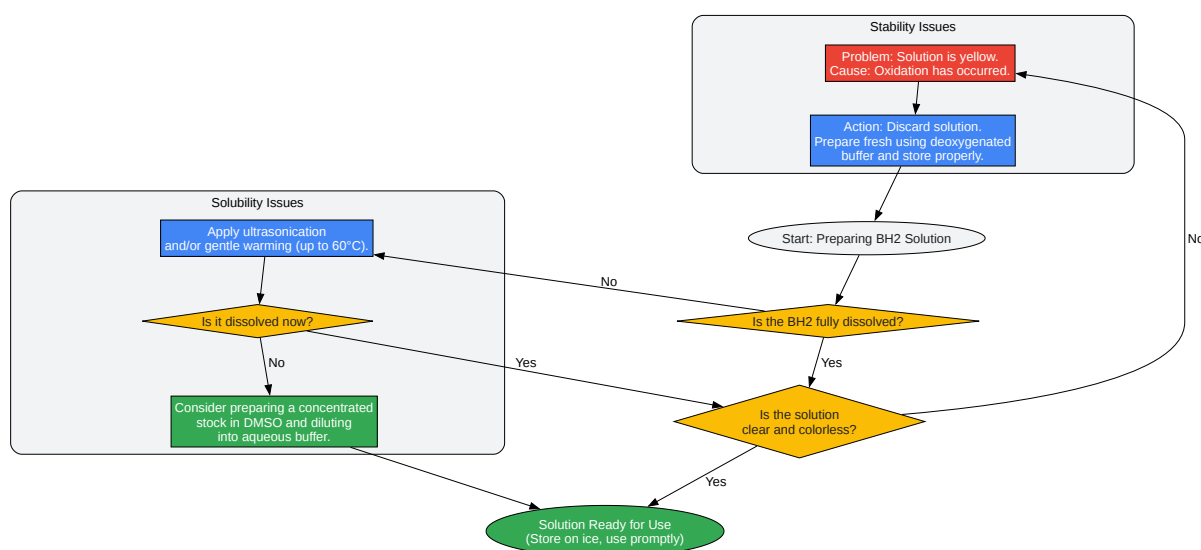 Stability Issues
Problem: Solution is yellow.
Cause: Oxidation has occurred.
Action: Discard solution.
Prepare fresh using deoxygenated
buffer and store properly.
Solubility Issues
Apply ultrasonication
and/or gentle warming (up to 60°C).
Start: Preparing BH2 Solution
No
No
Is it dissolved now?
Is the BH2 fully dissolved?
No
Yes
Yes
Consider preparing a concentrated
stock in DMSO and diluting
into aqueous buffer.
Is the solution
clear and colorless?
Yes
Solution Ready for Use
(Store on ice, use promptly)